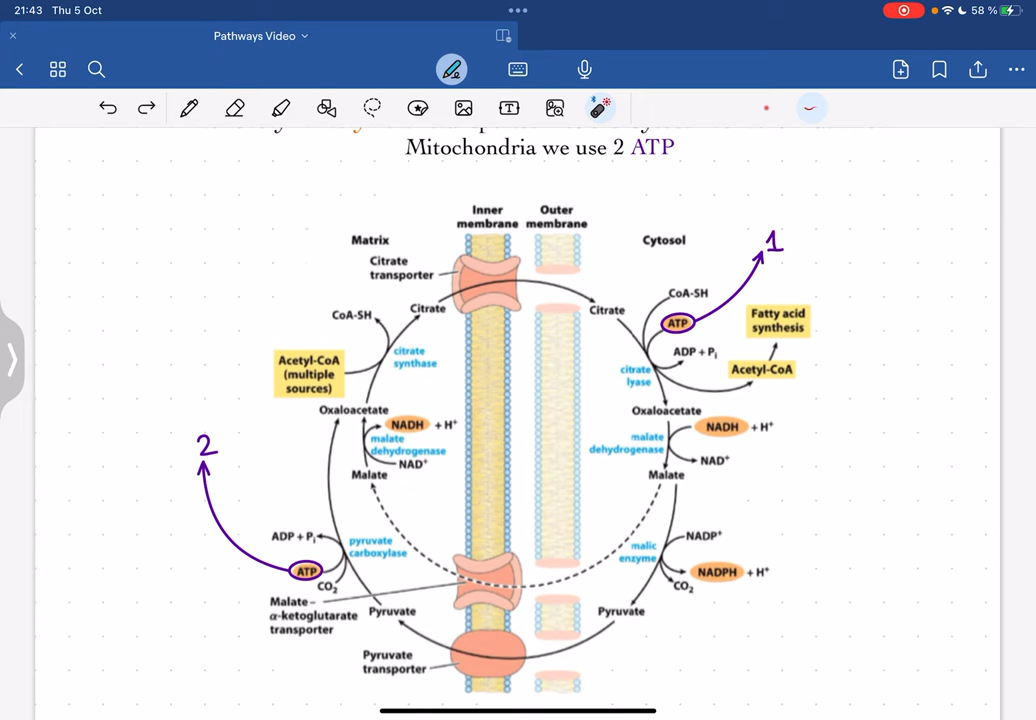 21:43 Thu 5 Oct
58 %
Pathways Video
Mitochondria we use 2 ATP
Inner membrane
Outer membrane
Matrix
Cytosol
Citrate transporter
1
CoA-SH
Citrate
Citrate
CoA-SH
ATP
Fatty acid synthesis
citrate synthase
ADP + Pi
Acetyl-CoA (multiple sources)
citrate lyase
Acetyl-CoA
Oxaloacetate
Oxaloacetate
NADH + H⁺
NADH + H⁺
malate dehydrogenase
malate dehydrogenase
2
NAD⁺
NAD⁺
Malate
Malate
ADP + Pi
pyruvate carboxylase
NADP⁺
malic enzyme
ATP
NADPH + H⁺
CO₂
CO₂
Malate– α-ketoglutarate transporter
Pyruvate
Pyruvate
Pyruvate transporter